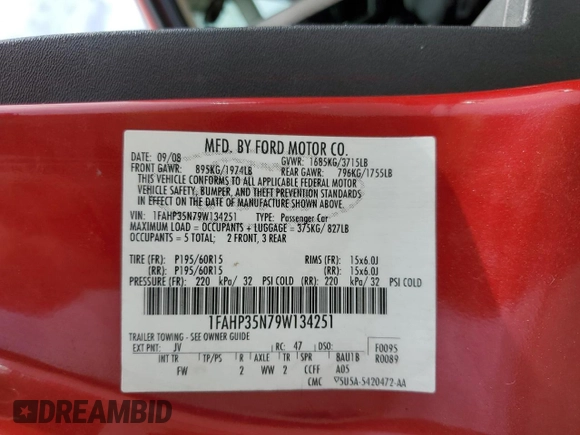 MFD. BY FORD MOTOR CO.
DATE: 09/08 GVWR: 1685KG/3715LB
FRONT GAWR: 895KG/1974LB REAR GAWR: 796KG/1755LB
THIS VEHICLE CONFORMS TO ALL APPLICABLE FEDERAL MOTOR
VEHICLE SAFETY, BUMPER, AND THEFT PREVENTION STANDARDS
IN EFFECT ON THE DATE OF MANUFACTURE SHOWN ABOVE.
VIN: 1FAHP35N79W134251 TYPE: Passenger Car
MAXIMUM LOAD = OCCUPANTS + LUGGAGE = 375KG/ 827LB
OCCUPANTS = 5 TOTAL; 2 FRONT, 3 REAR
TIRE (FR): P195/60R15 RIMS (FR): 15x6.0J
(RR): P195/60R15 (RR): 15x6.0J
PRESSURE (FR): 220 kPa/ 32 PSI COLD (RR): 220 kPa/ 32 PSI COLD
1FAHP35N79W134251
TRAILER TOWING - SEE OWNER GUIDE
EXT PNT: JV RC: 47 DSO: F0095
INT TR TP/PS R AXLE TR SPR BAU1B R0089
FW 2 WW 2 CCFF A05
CMC 5U5A-5420472-AA
DREAMBID